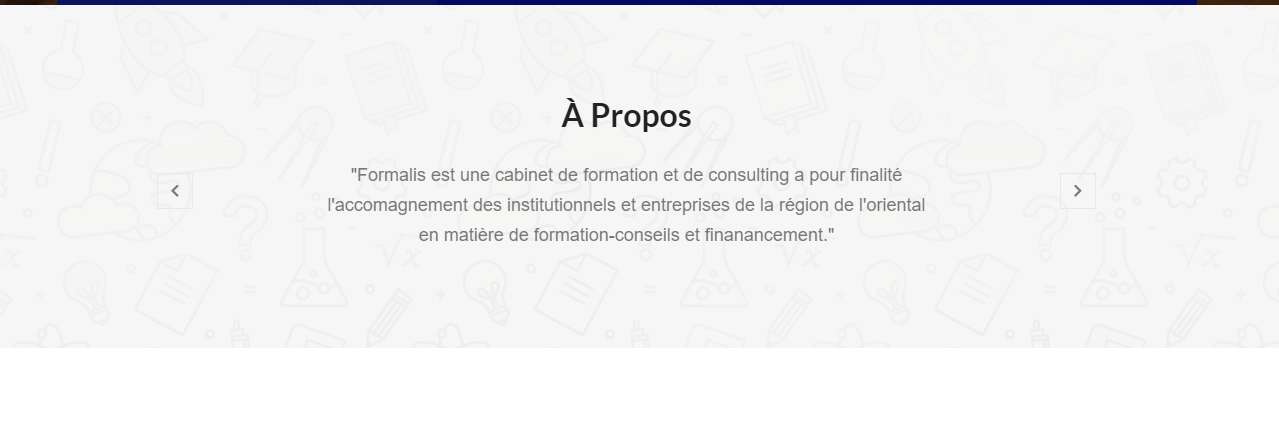 À Propos
"Formalis est une cabinet de formation et de consulting a pour finalité
l'accomagnement des institutionnels et entreprises de la région de l'oriental
en matière de formation-conseils et finanancement."